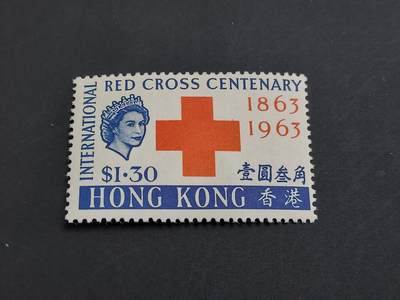 INTERNATIONAL
RED CROSS CENTENARY
1863
1963
$1·30
壹圓叁角
HONG KONG 香港